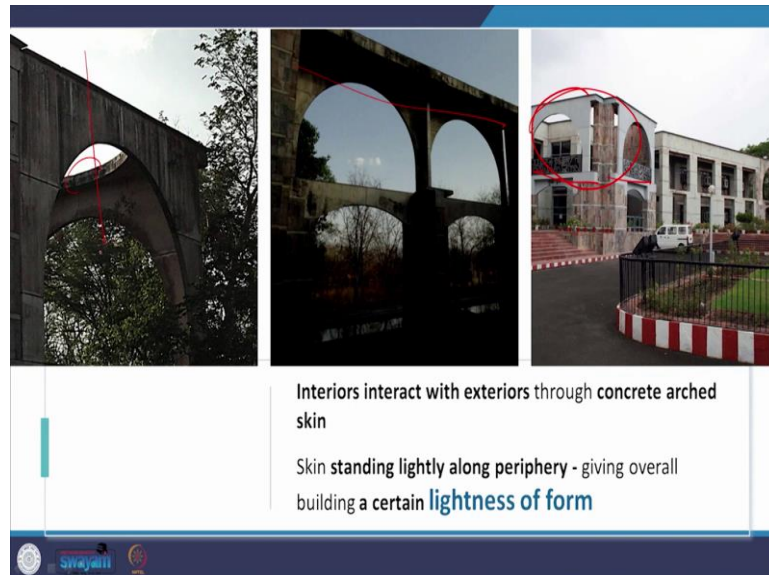 Interiors interact with exteriors through concrete arched
skin
Skin standing lightly along periphery - giving overall
building a certain lightness of form
swayam